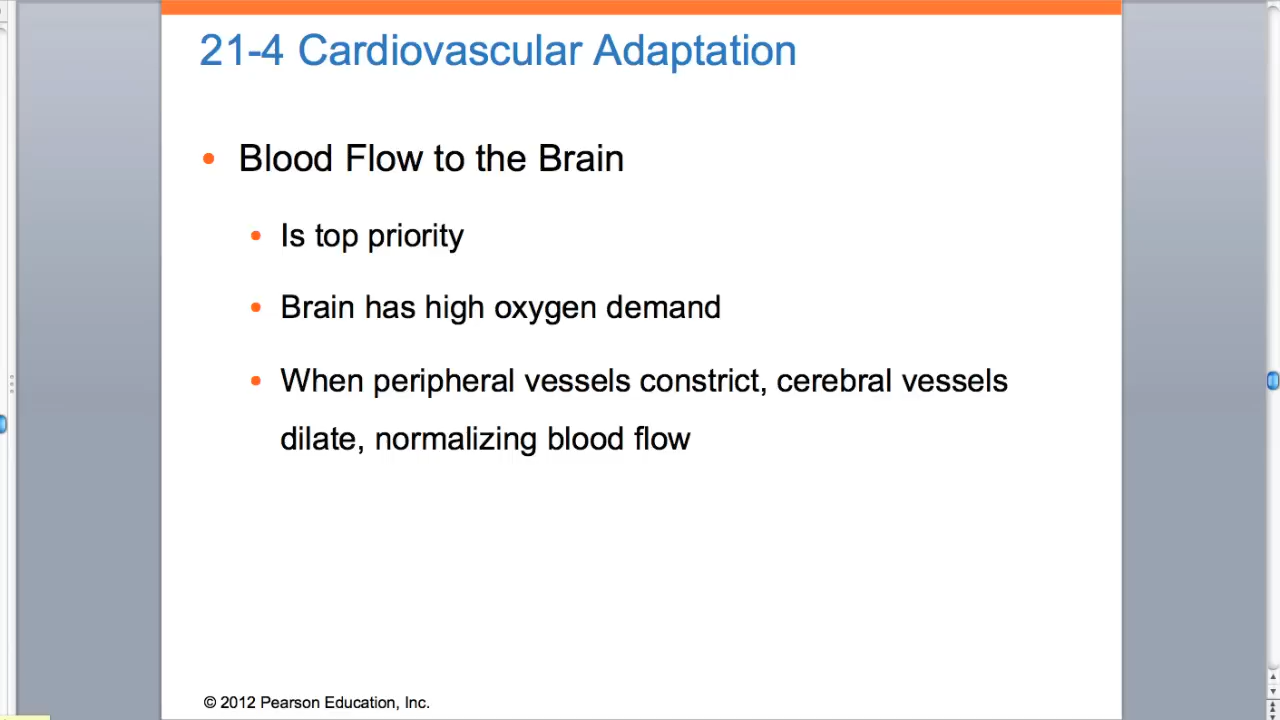 21-4 Cardiovascular Adaptation
• Blood Flow to the Brain
• Is top priority
• Brain has high oxygen demand
• When peripheral vessels constrict, cerebral vessels
dilate, normalizing blood flow
© 2012 Pearson Education, Inc.